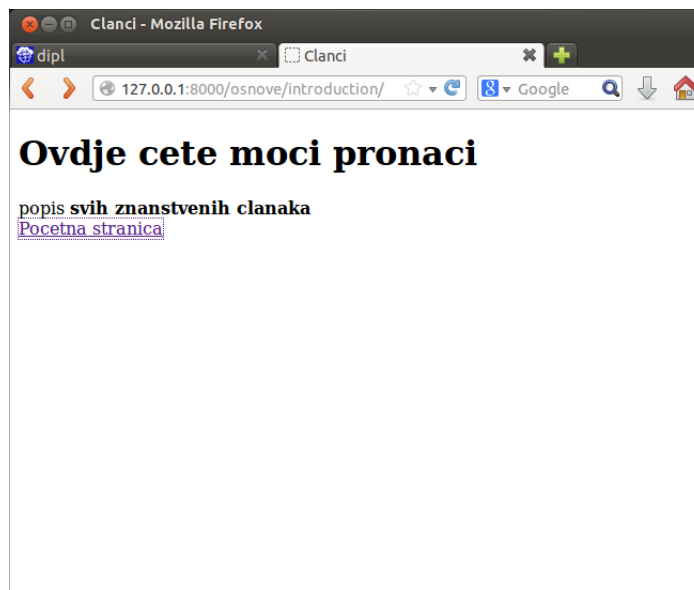 Clanci - Mozilla Firefox
dipl
Clanci
127.0.0.1:8000/osnove/introduction/
8 Google
Ovdje cete moci pronaci
popis svih znanstvenih clanaka
Pocetna stranica